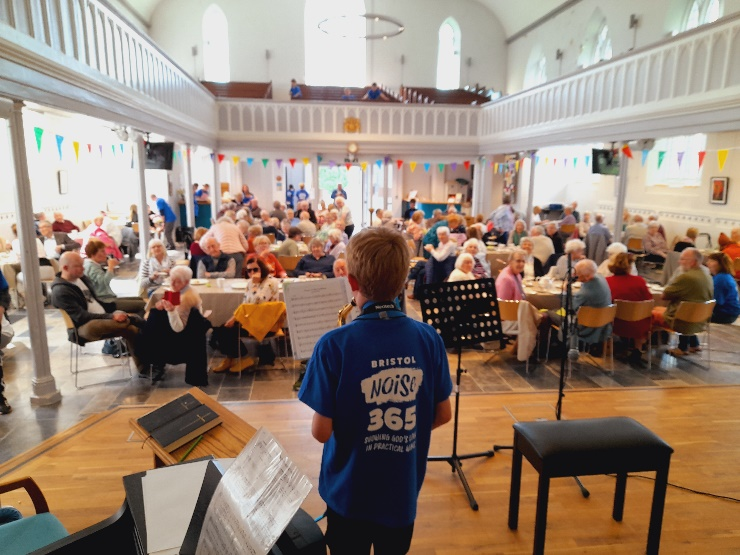 BRISTOL
NOISE
365
SHOWING GOD'S LOVE
IN PRACTICAL WAYS